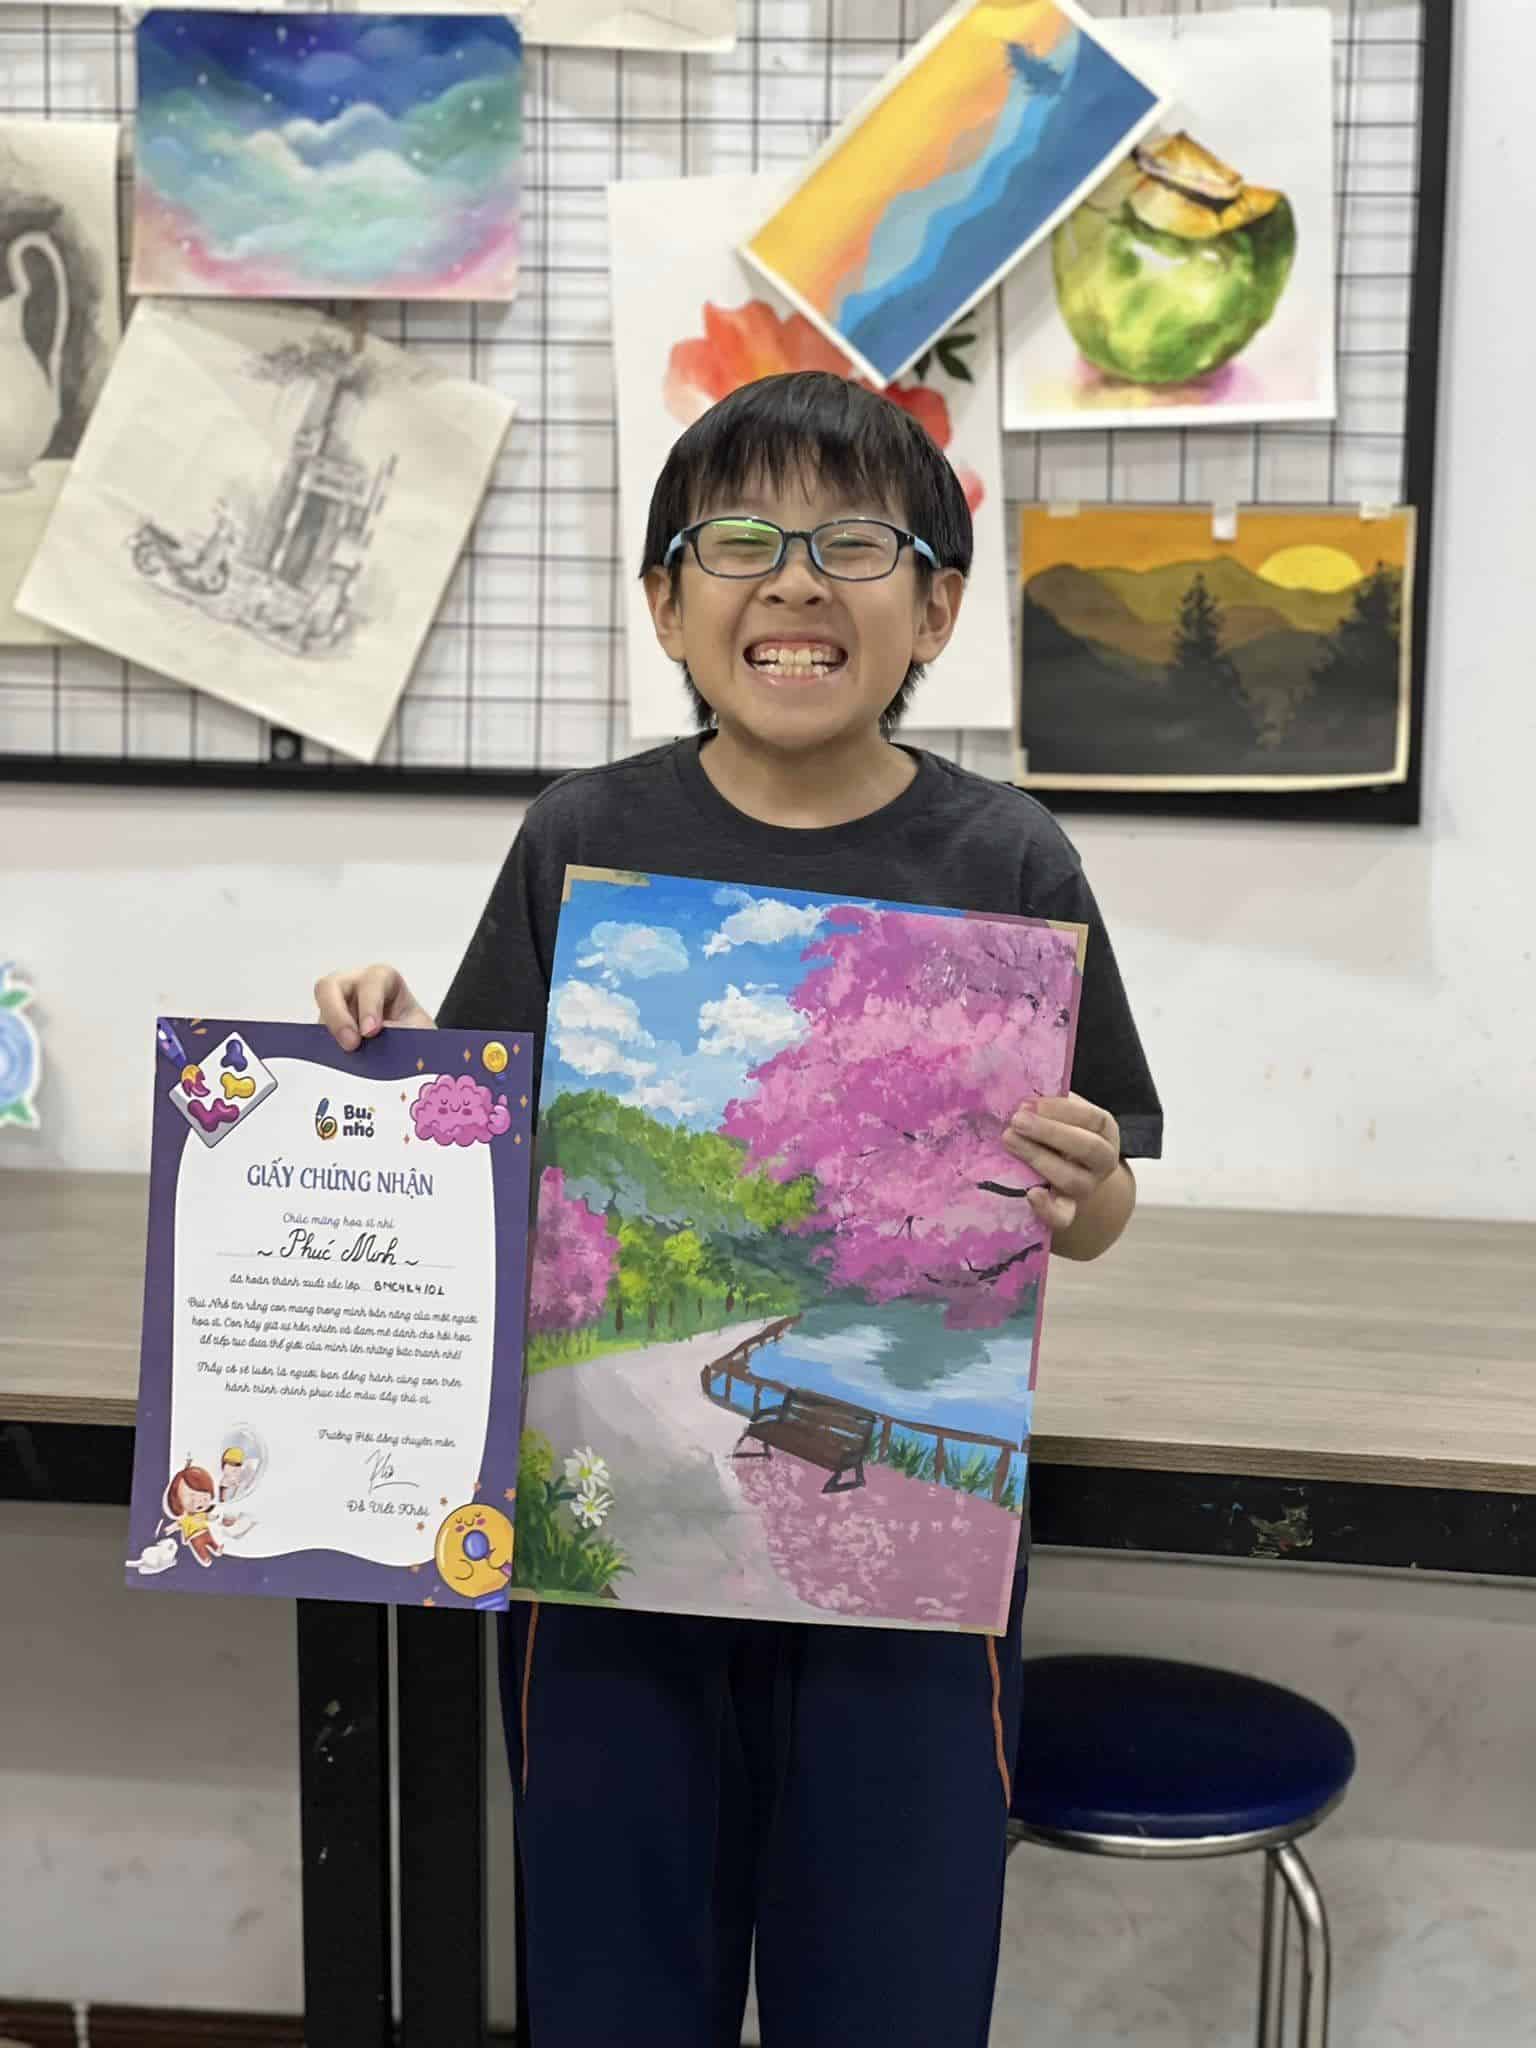 Bụi
nhỏ
GIẤY CHỨNG NHẬN
Chúc mừng họa sĩ nhí
~ Phúc Minh ~
đã hoàn thành xuất sắc lớp BMC4K4/01
Bụi Nhỏ tin rằng con mang trong mình bản năng của một người
họa sĩ. Con hãy giữ sự hồn nhiên và đam mê dành cho hội họa
để tiếp tục đưa thế giới của mình lên những bức tranh nhé!
Thầy cô sẽ luôn là người bạn đồng hành cùng con trên
hành trình chinh phục sắc màu đầy thú vị.
Trưởng Hội đồng chuyên môn
Đỗ Viết Khôi